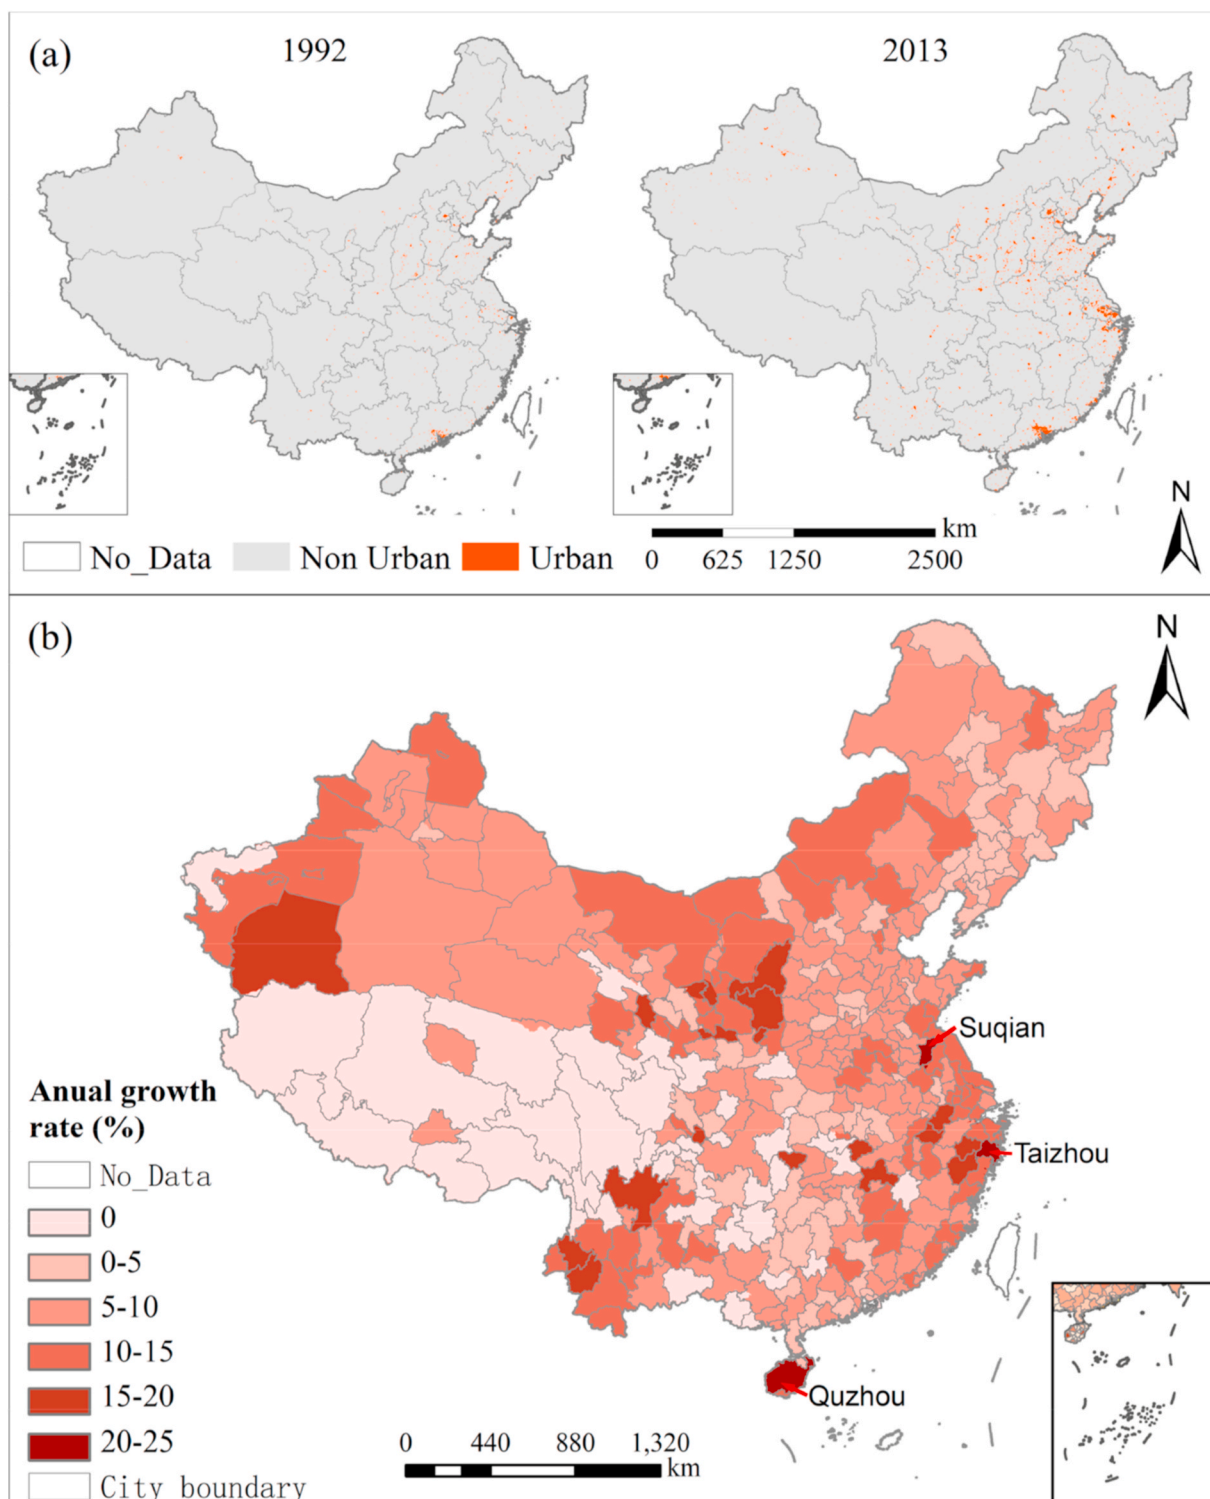 (a)
1992
2013
N
No_Data
Non Urban
Urban
km
0 625 1250 2500
(b)
N
Suqian
Taizhou
Quzhou
Anual growth
rate (%)
No_Data
0
0-5
5-10
10-15
15-20
20-25
City boundary
0 440 880 1,320
km